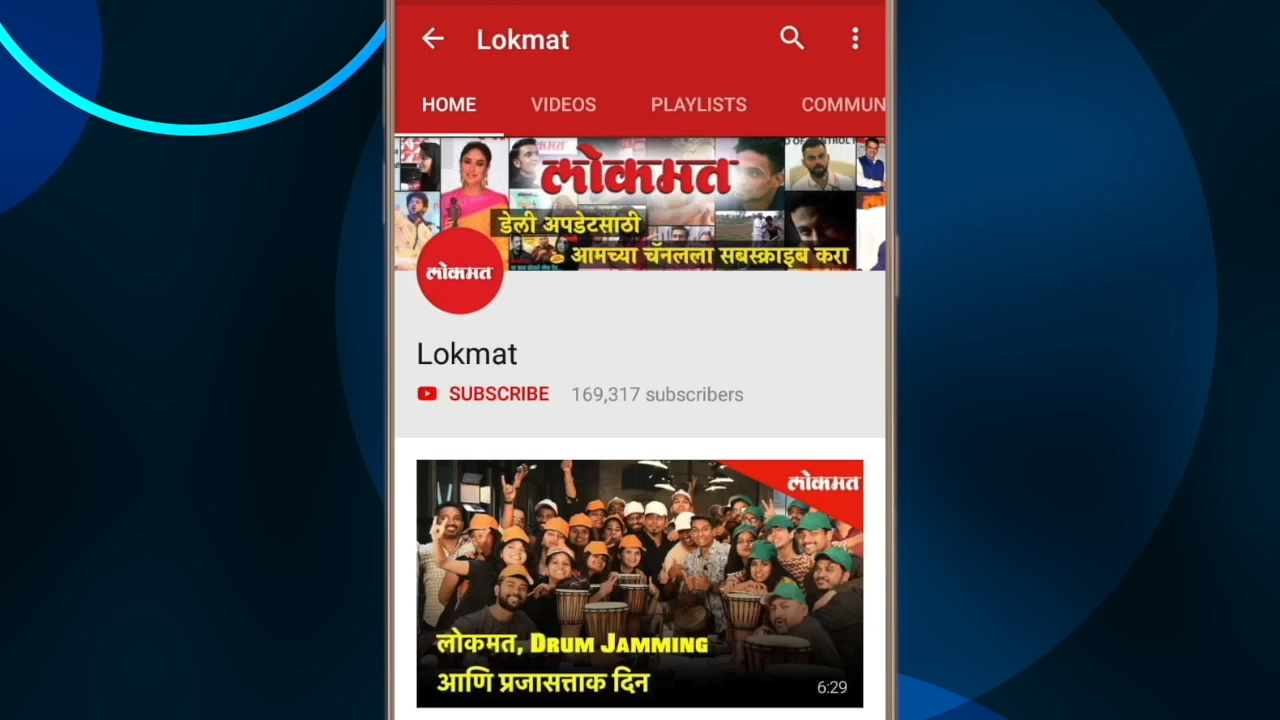 Lokmat
HOME VIDEOS PLAYLISTS COMMUN
लोकमत
डेली अपडेटसाठी
आमच्या चॅनलला सबस्क्राइब करा
लोकमत
Lokmat
SUBSCRIBE 169,317 subscribers
लोकमत
लोकमत, DRUM JAMMING
आणि प्रजासत्ताक दिन
6:29